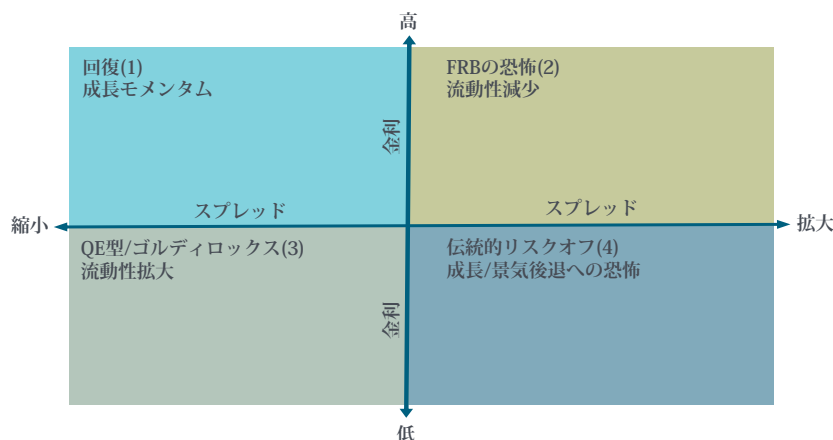 高
回復(1)
成長モメンタム
FRBの恐怖(2)
流動性減少
金利
スプレッド
スプレッド
縮小
拡大
QE型/ゴルディロックス(3)
流動性拡大
伝統的リスクオフ(4)
成長/景気後退への恐怖
金利
低